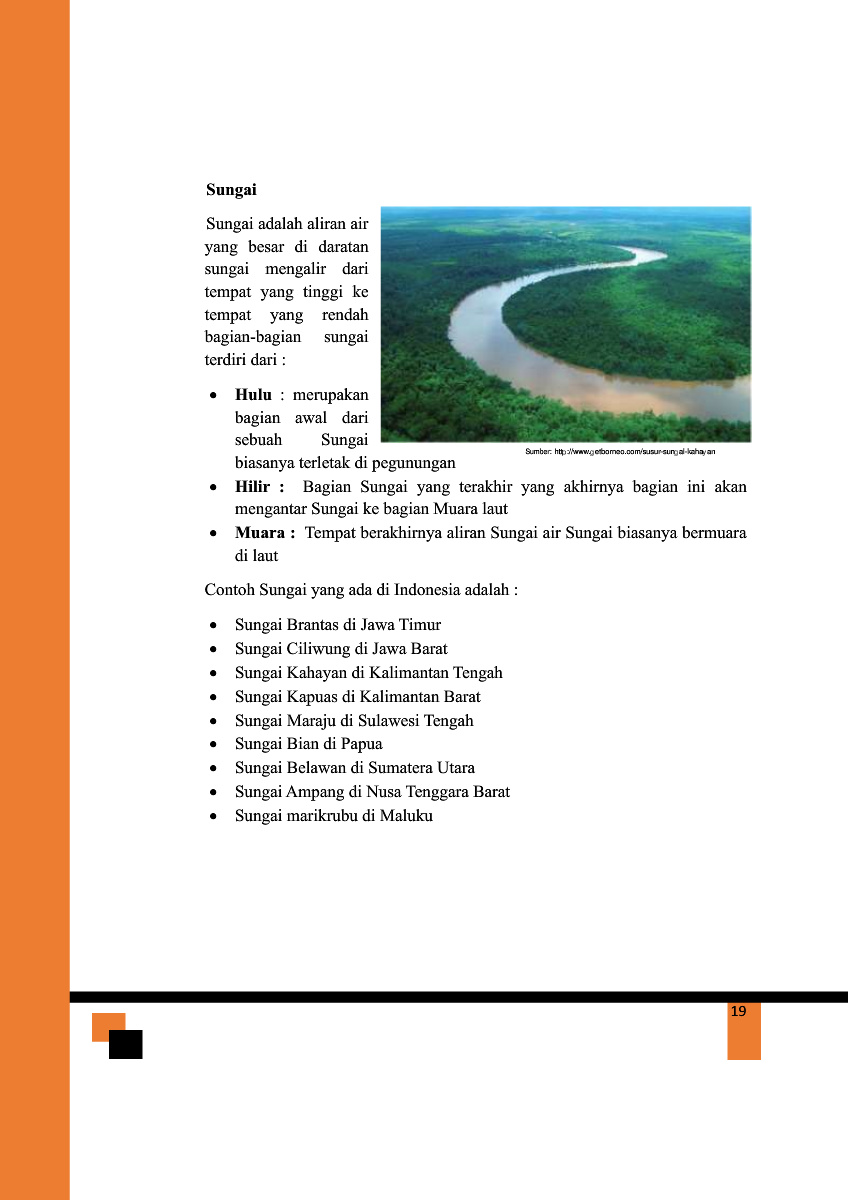 Sungai
Sungai adalah aliran air
yang besar di daratan
sungai mengalir dari
tempat yang tinggi ke
tempat yang rendah
bagian-bagian sungai
terdiri dari :
• Hulu : merupakan
bagian awal dari
sebuah Sungai
biasanya terletak di pegunungan
Sumber: http://www.getborneo.com/susur-sungai-kahayan
• Hilir : Bagian Sungai yang terakhir yang akhirnya bagian ini akan
mengantar Sungai ke bagian Muara laut
• Muara : Tempat berakhirnya aliran Sungai air Sungai biasanya bermuara
di laut
Contoh Sungai yang ada di Indonesia adalah :
• Sungai Brantas di Jawa Timur
• Sungai Ciliwung di Jawa Barat
• Sungai Kahayan di Kalimantan Tengah
• Sungai Kapuas di Kalimantan Barat
• Sungai Maraju di Sulawesi Tengah
• Sungai Bian di Papua
• Sungai Belawan di Sumatera Utara
• Sungai Ampang di Nusa Tenggara Barat
• Sungai marikrubu di Maluku
19